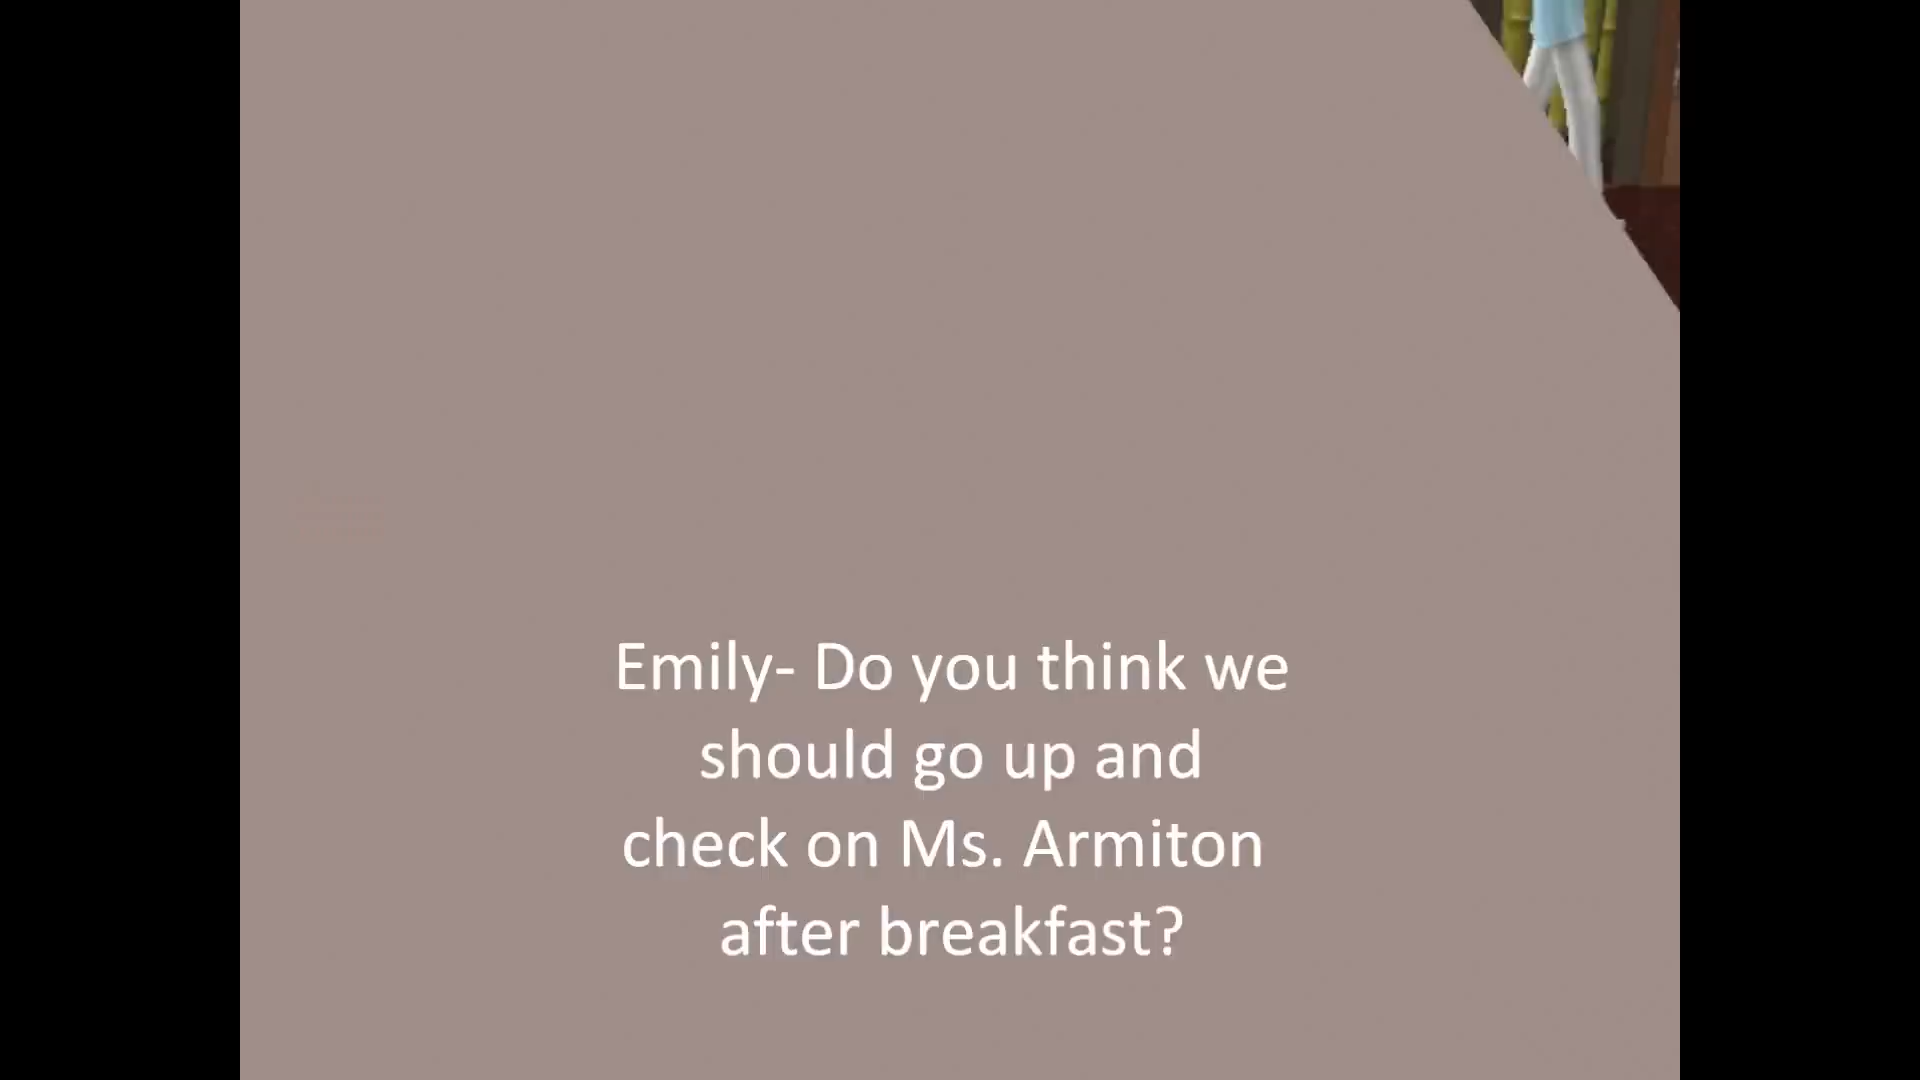 Emily- Do you think we
should go up and
check on Ms. Armiton
after breakfast?